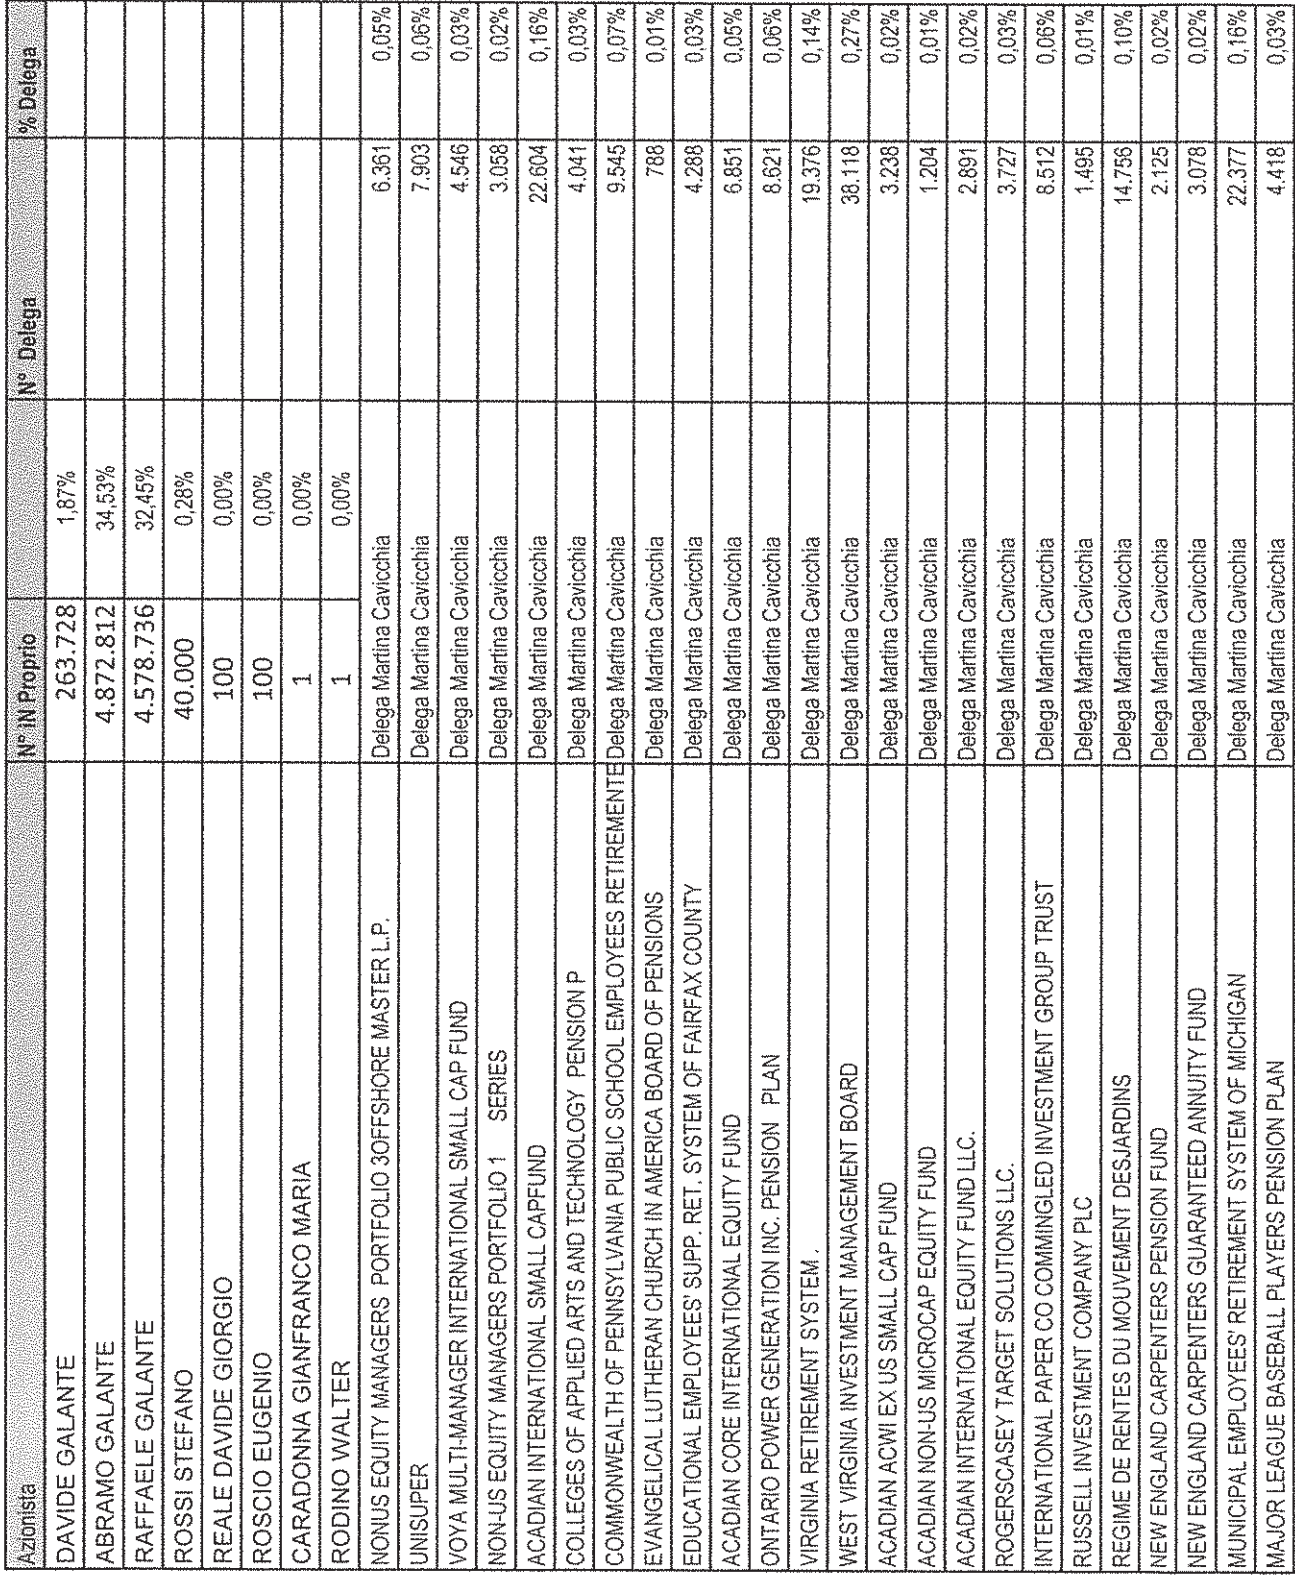 Azionista N° iN Proprio N° Delega % Delega
DAVIDE GALANTE 263.728 1,87%
ABRAMO GALANTE 4.872.812 34,53%
RAFFAELE GALANTE 4.578.736 32,45%
ROSSI STEFANO 40.000 0,28%
REALE DAVIDE GIORGIO 100 0,00%
ROSCIO EUGENIO 100 0,00%
CARADONNA GIANFRANCO MARIA 1 0,00%
RODINO WALTER 1 0,00%
NONUS EQUITY MANAGERS PORTFOLIO 3OFFSHORE MASTER L.P. Delega Martina Cavicchia 6.361 0,05%
UNISUPER Delega Martina Cavicchia 7.903 0,06%
VOYA MULTI-MANAGER INTERNATIONAL SMALL CAP FUND Delega Martina Cavicchia 4.546 0,03%
NON-US EQUITY MANAGERS PORTFOLIO 1 SERIES Delega Martina Cavicchia 3.058 0,02%
ACADIAN INTERNATIONAL SMALL CAPFUND Delega Martina Cavicchia 22.604 0,16%
COLLEGES OF APPLIED ARTS AND TECHNOLOGY PENSION P Delega Martina Cavicchia 4.041 0,03%
COMMONWEALTH OF PENNSYLVANIA PUBLIC SCHOOL EMPLOYEES RETIREMENTE Delega Martina Cavicchia 9.545 0,07%
EVANGELICAL LUTHERAN CHURCH IN AMERICA BOARD OF PENSIONS Delega Martina Cavicchia 788 0,01%
EDUCATIONAL EMPLOYEES' SUPP. RET. SYSTEM OF FAIRFAX COUNTY Delega Martina Cavicchia 4.288 0,03%
ACADIAN CORE INTERNATIONAL EQUITY FUND Delega Martina Cavicchia 6.851 0,05%
ONTARIO POWER GENERATION INC. PENSION PLAN Delega Martina Cavicchia 8.621 0,06%
VIRGINIA RETIREMENT SYSTEM . Delega Martina Cavicchia 19.376 0,14%
WEST VIRGINIA INVESTMENT MANAGEMENT BOARD Delega Martina Cavicchia 38.118 0,27%
ACADIAN ACWI EX US SMALL CAP FUND Delega Martina Cavicchia 3.238 0,02%
ACADIAN NON-US MICROCAP EQUITY FUND Delega Martina Cavicchia 1.204 0,01%
ACADIAN INTERNATIONAL EQUITY FUND LLC. Delega Martina Cavicchia 2.891 0,02%
ROGERSCASEY TARGET SOLUTIONS LLC. Delega Martina Cavicchia 3.727 0,03%
INTERNATIONAL PAPER CO COMMINGLED INVESTMENT GROUP TRUST Delega Martina Cavicchia 8.512 0,06%
RUSSELL INVESTMENT COMPANY PLC Delega Martina Cavicchia 1.495 0,01%
REGIME DE RENTES DU MOUVEMENT DESJARDINS Delega Martina Cavicchia 14.756 0,10%
NEW ENGLAND CARPENTERS PENSION FUND Delega Martina Cavicchia 2.125 0,02%
NEW ENGLAND CARPENTERS GUARANTEED ANNUITY FUND Delega Martina Cavicchia 3.078 0,02%
MUNICIPAL EMPLOYEES' RETIREMENT SYSTEM OF MICHIGAN Delega Martina Cavicchia 22.377 0,16%
MAJOR LEAGUE BASEBALL PLAYERS PENSION PLAN Delega Martina Cavicchia 4.418 0,03%